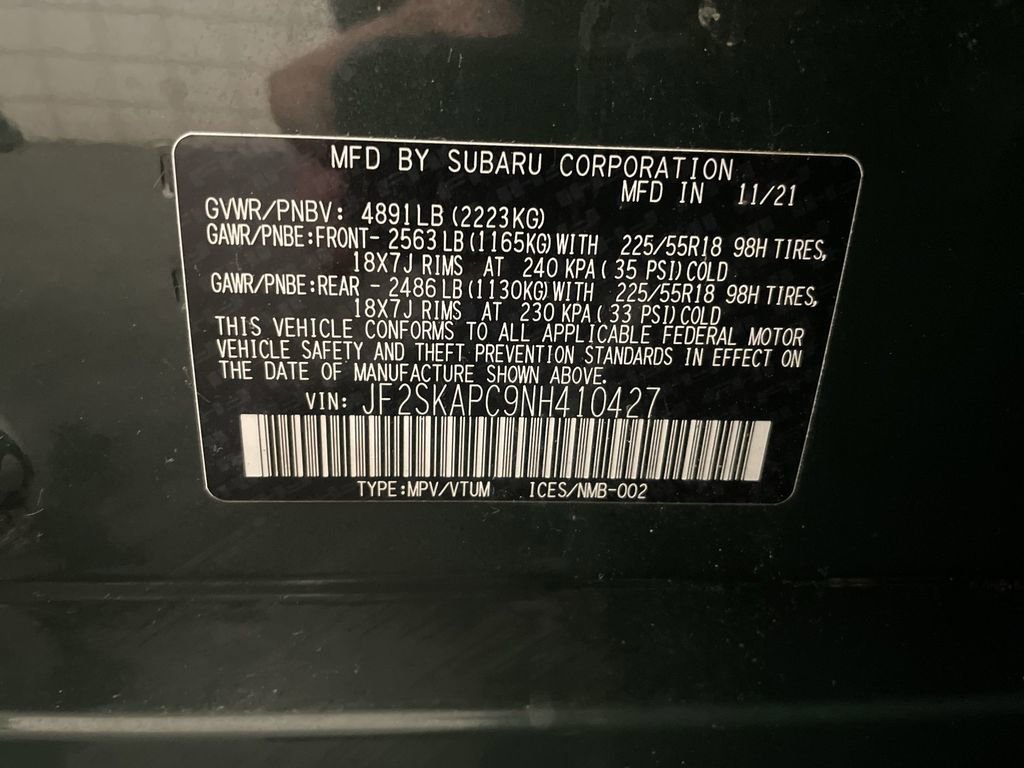 MFD BY SUBARU CORPORATION
MFD IN 11/21
GVWR/PNBV: 4891LB(2223KG)
GAWR/PNBE:FRONT- 2563LB(1165KG)WITH 225/55R18 98H TIRES,
18X7J RIMS AT 240 KPA( 35 PSI)COLD
GAWR/PNBE:REAR - 2486LB(1130KG)WITH 225/55R18 98H TIRES,
18X7J RIMS AT 230 KPA( 33 PSI)COLD
THIS VEHICLE CONFORMS TO ALL APPLICABLE FEDERAL MOTOR
VEHICLE SAFETY AND THEFT PREVENTION STANDARDS IN EFFECT ON
THE DATE OF MANUFACTURE SHOWN ABOVE.
VIN: JF2SKAPC9NH410427
TYPE:MPV/VTUM ICES/NMB-002